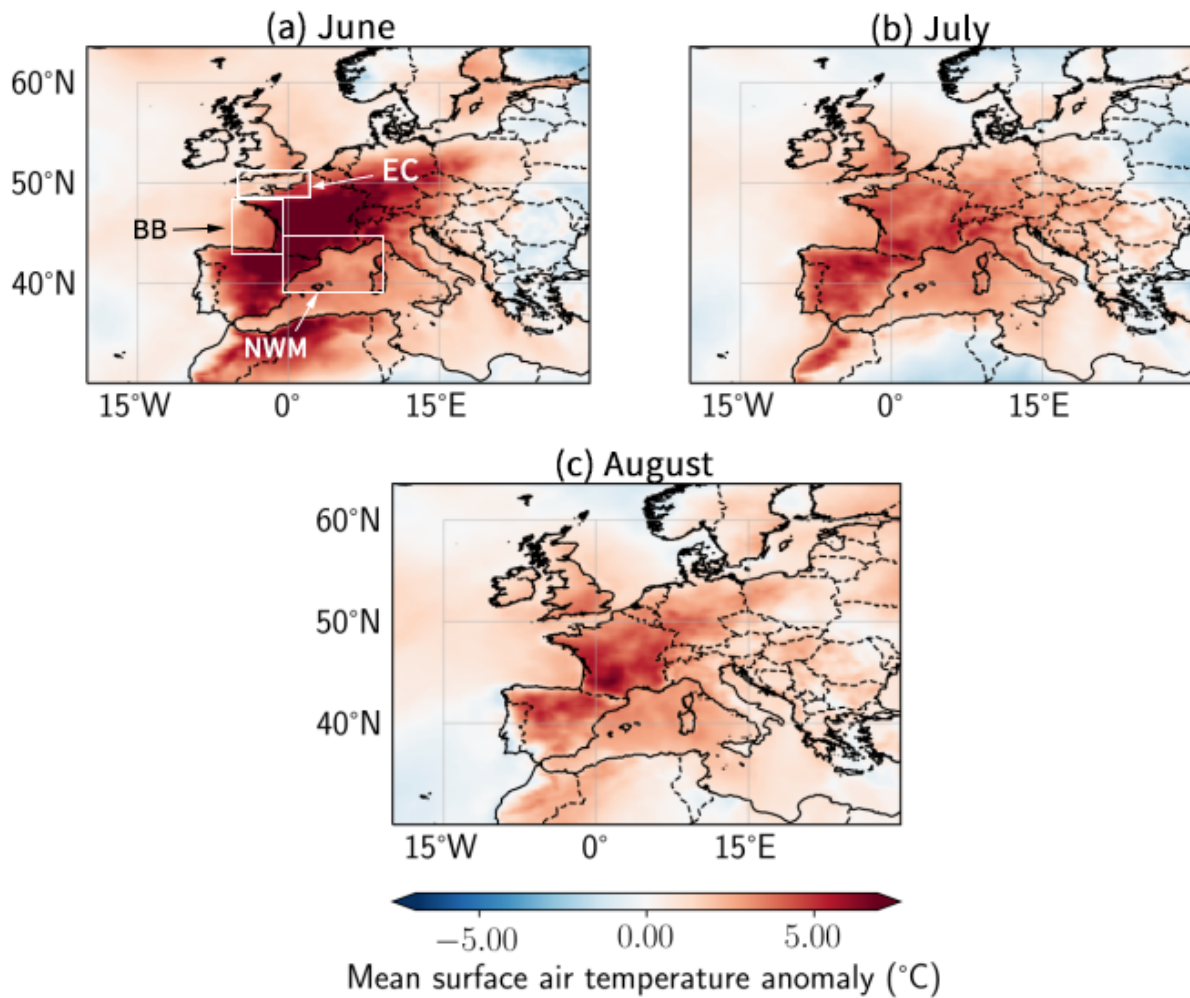 (a) June
(b) July
60°N
50°N
40°N
EC
BB
NWM
15°W 0° 15°E
15°W 0° 15°E
(c) August
60°N
50°N
40°N
15°W 0° 15°E
−5.00 0.00 5.00
Mean surface air temperature anomaly (°C)